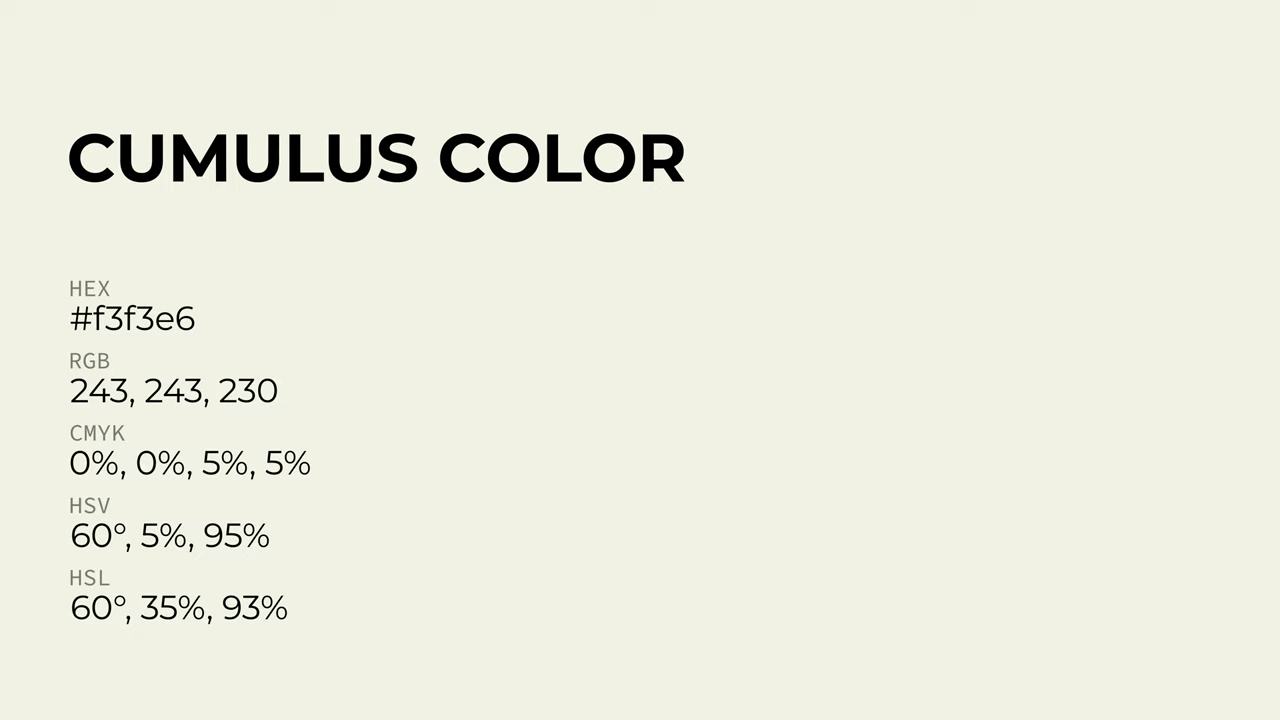 CUMULUS COLOR
HEX
#f3f3e6
RGB
243, 243, 230
CMYK
0%, 0%, 5%, 5%
HSV
60°, 5%, 95%
HSL
60°, 35%, 93%